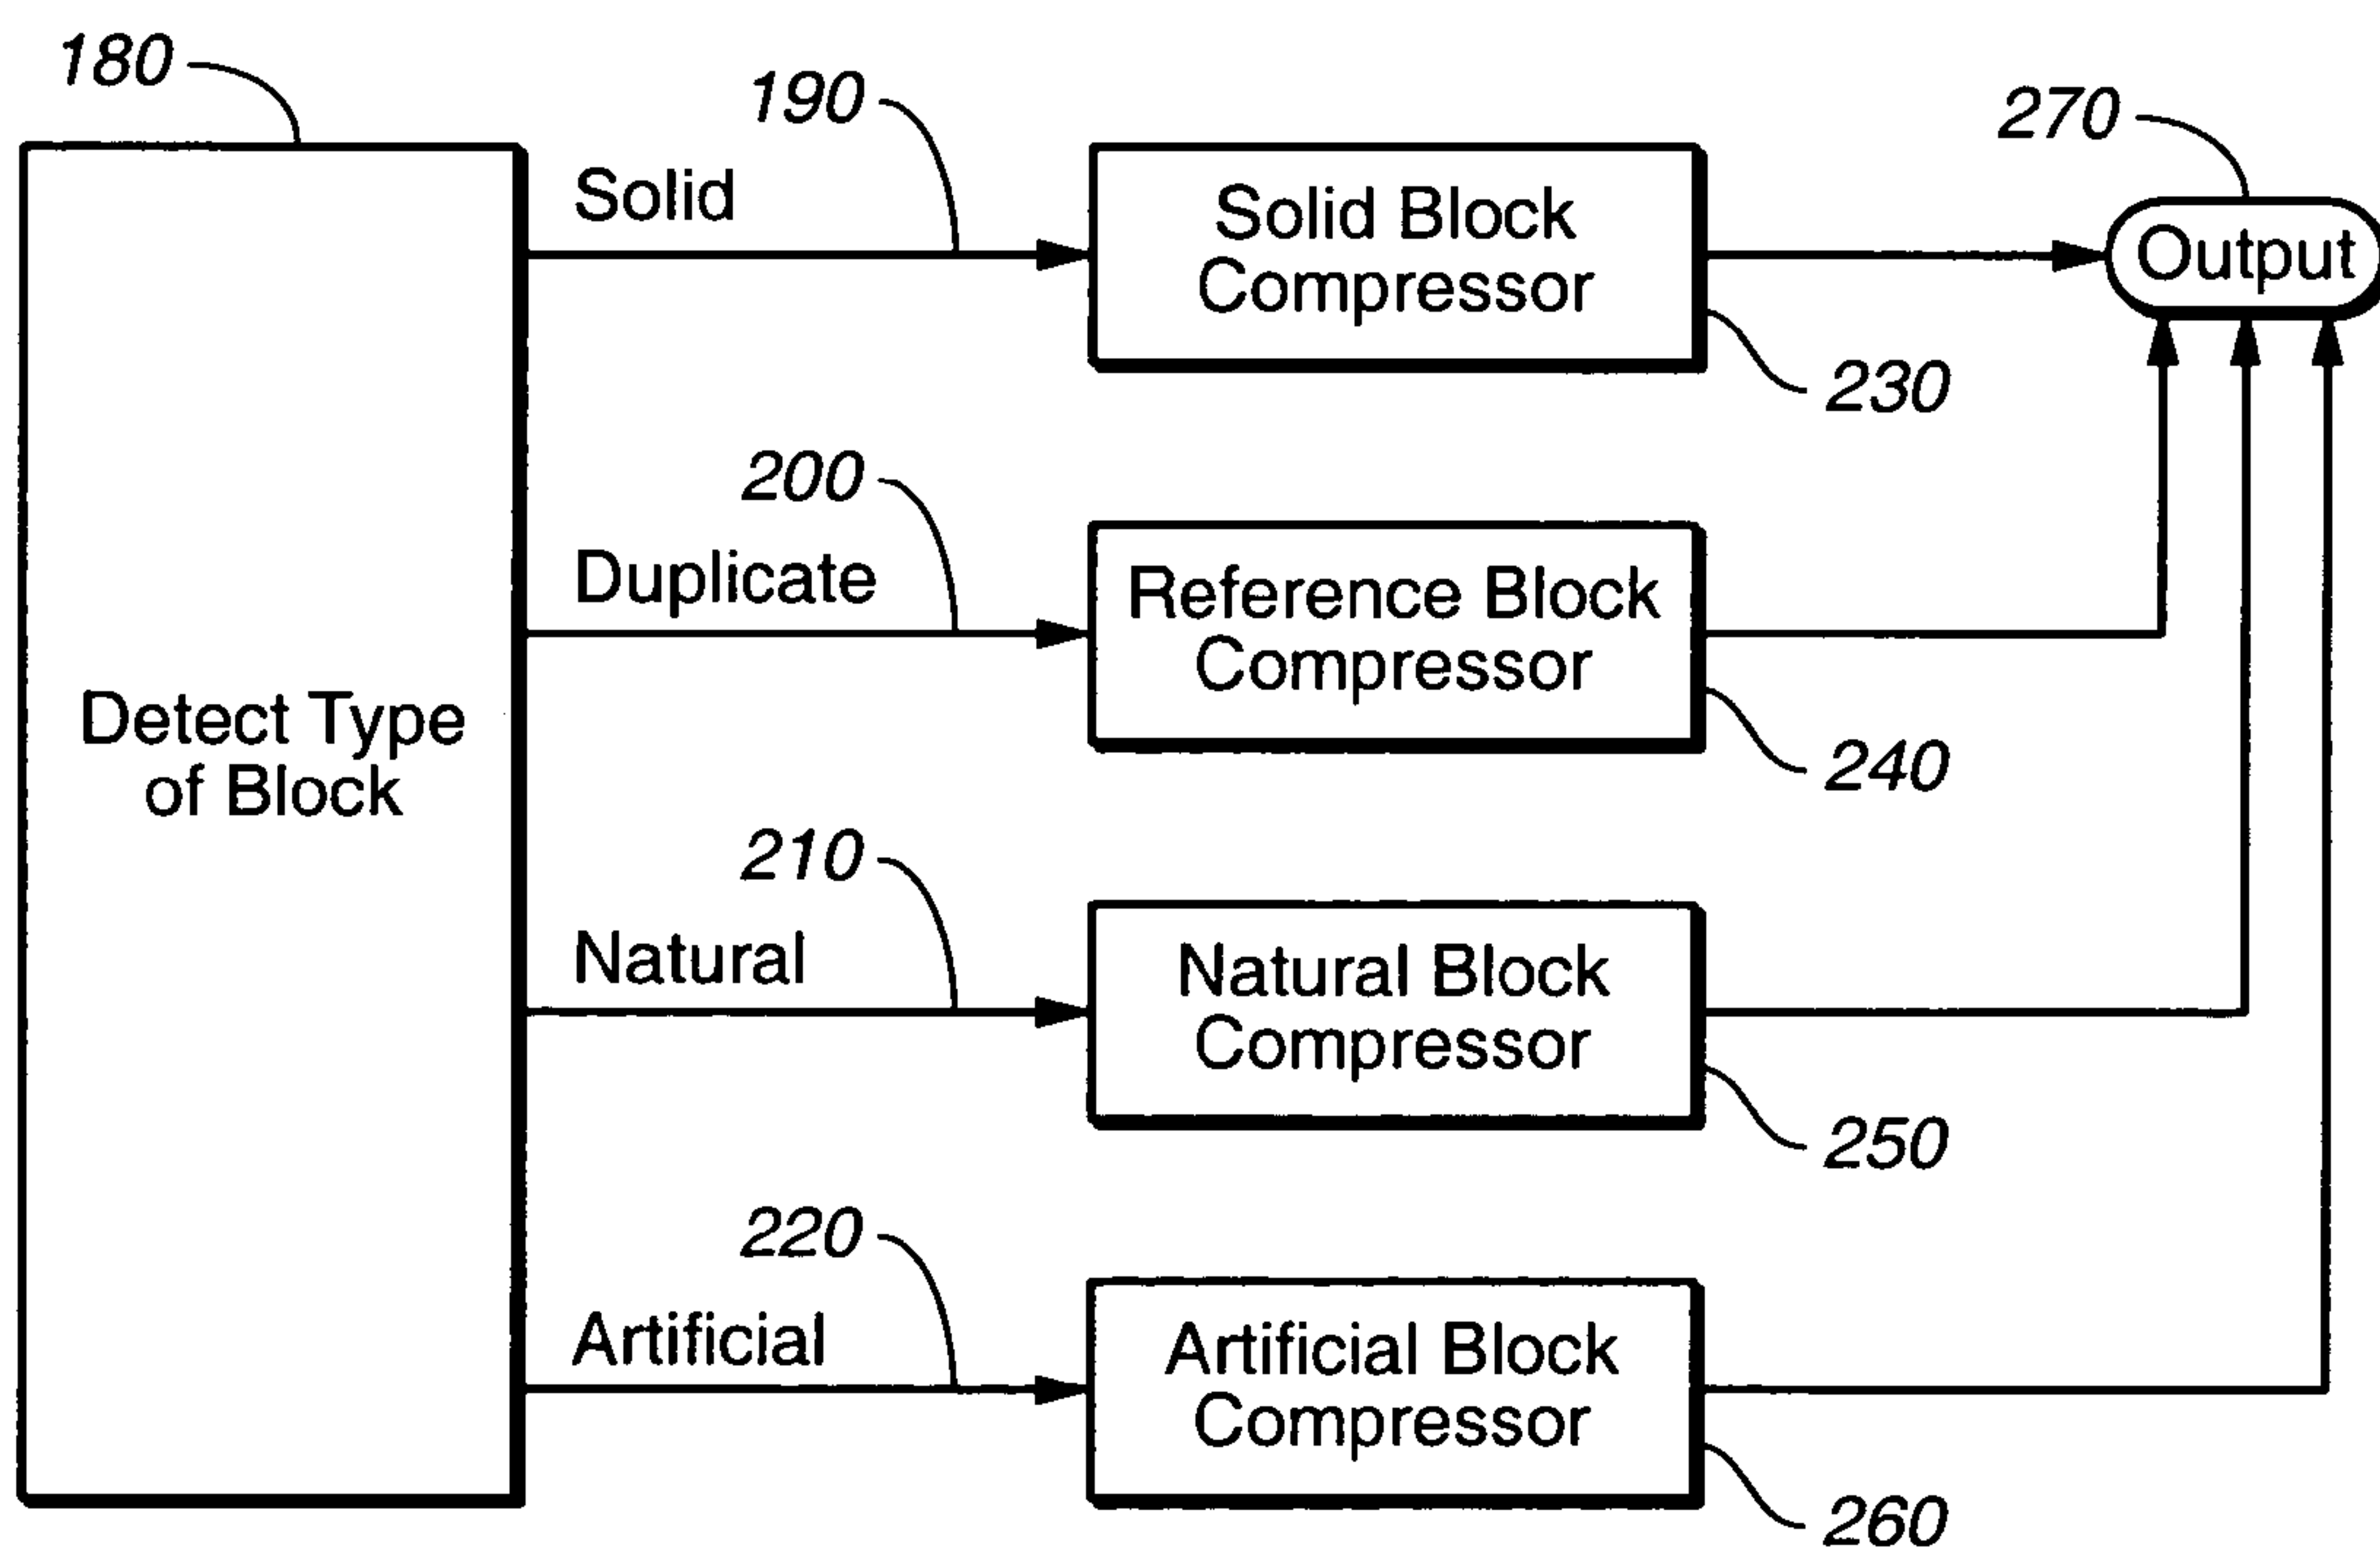 180
190
270
Solid
Solid Block
Compressor
Output
230
200
Duplicate
Reference Block
Compressor
Detect Type
of Block
240
210
Natural
Natural Block
Compressor
250
220
Artificial
Artificial Block
Compressor
260